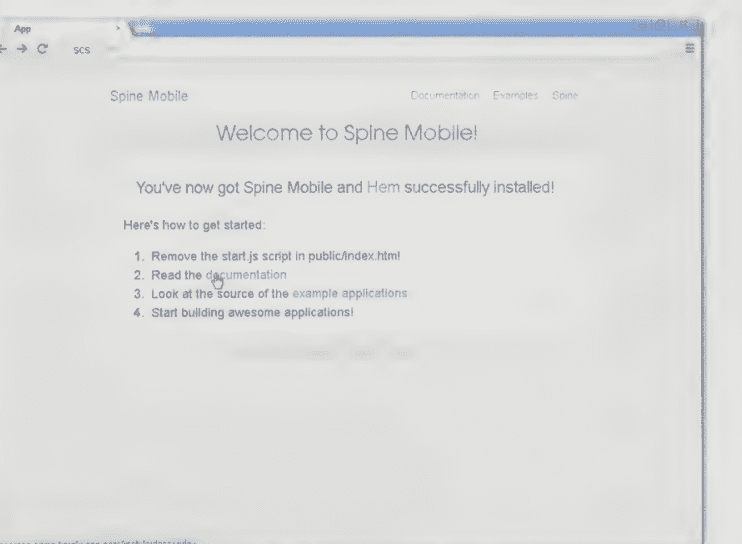 App
scs
Spine Mobile Documentation Examples Spine
Welcome to Spine Mobile!
You've now got Spine Mobile and Hem successfully installed!
Here's how to get started:
1. Remove the start.js script in public/index.html
2. Read the documentation
3. Look at the source of the example applications
4. Start building awesome applications!